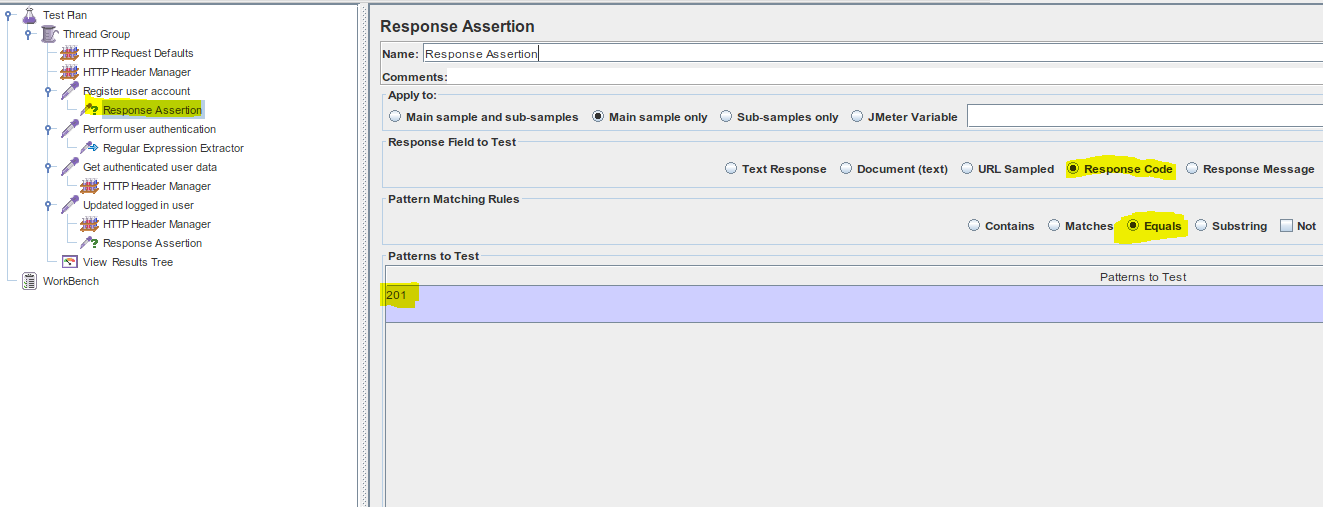 Test Plan
Thread Group
HTTP Request Defaults
HTTP Header Manager
Register user account
Response Assertion
Perform user authentication
Regular Expression Extractor
Get authenticated user data
HTTP Header Manager
Updated logged in user
HTTP Header Manager
Response Assertion
View Results Tree
WorkBench
Response Assertion
Name: Response Assertion
Comments:
Apply to:
Main sample and sub-samples Main sample only Sub-samples only JMeter Variable
Response Field to Test
Text Response Document (text) URL Sampled Response Code Response Message
Pattern Matching Rules
Contains Matches Equals Substring Not
Patterns to Test
Patterns to Test
201